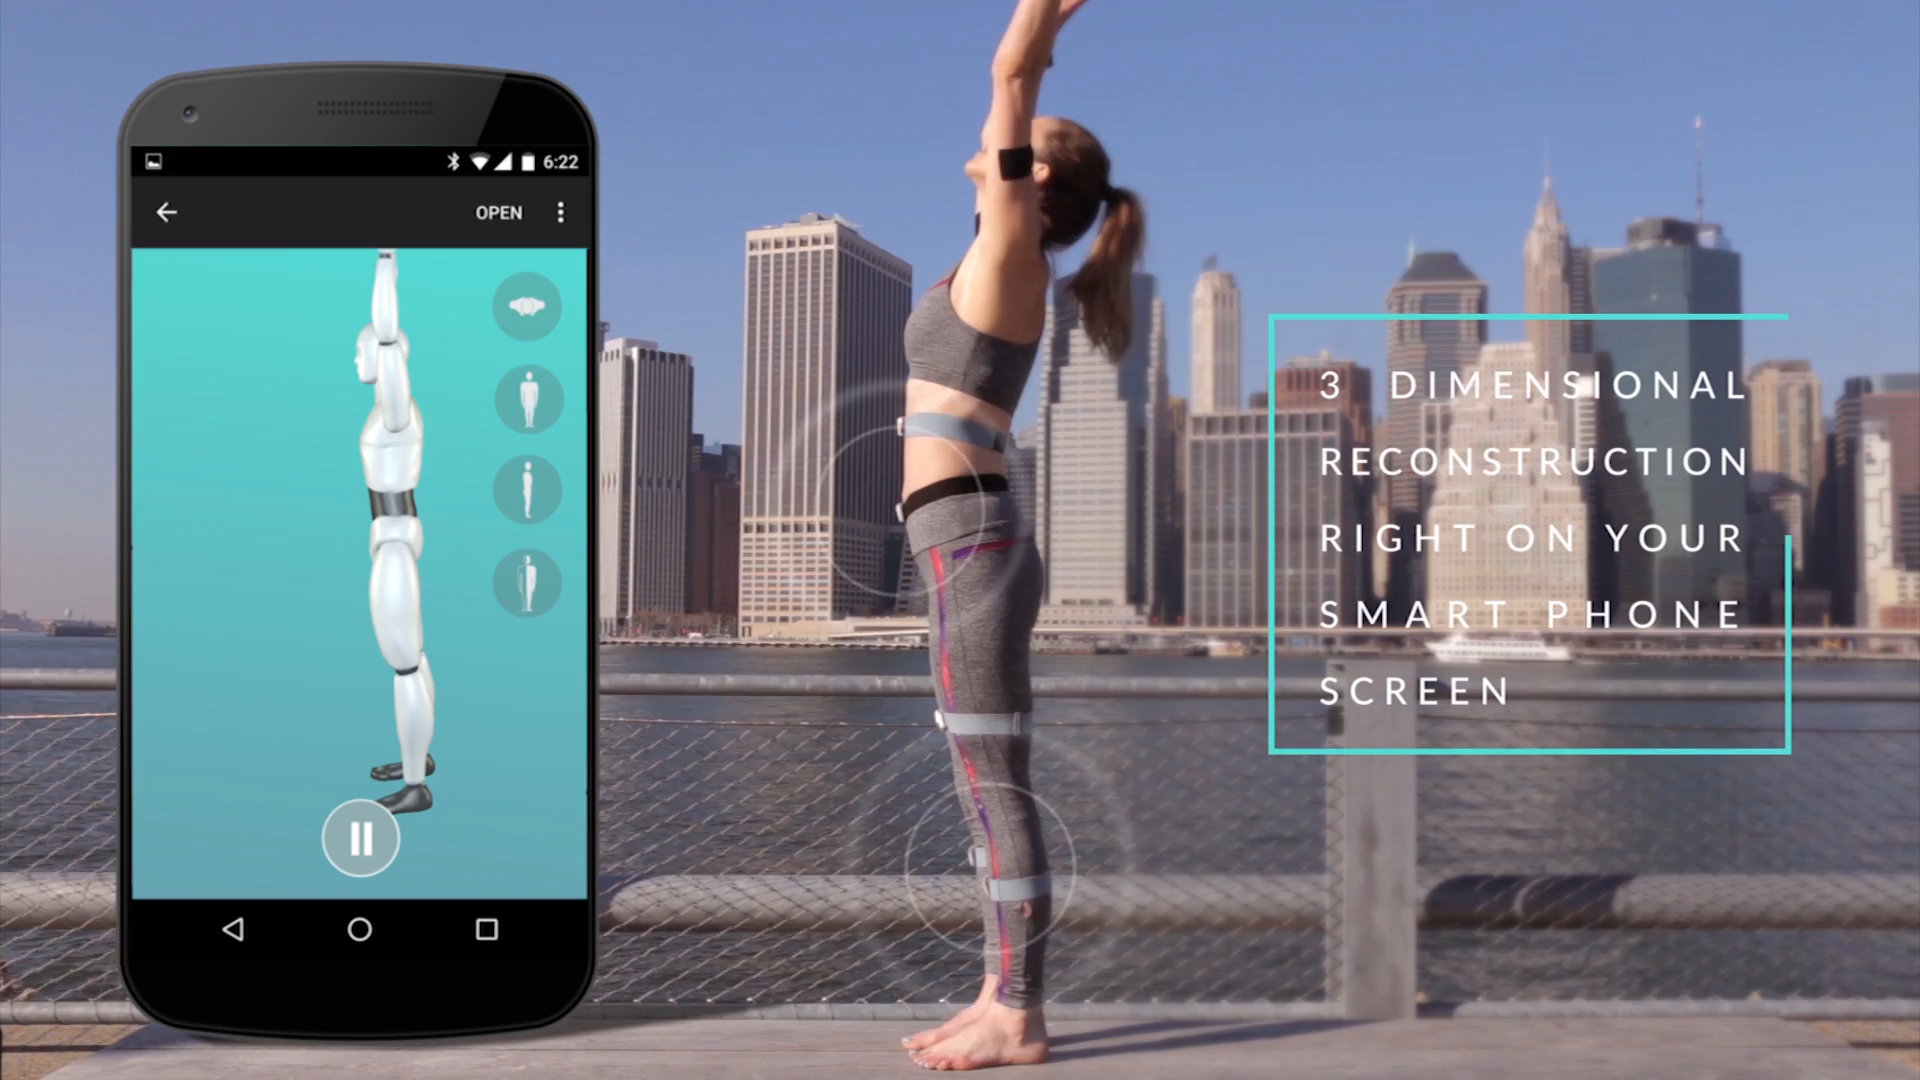 6:22
OPEN
3 DIMENSIONAL
RECONSTRUCTION
RIGHT ON YOUR
SMART PHONE
SCREEN